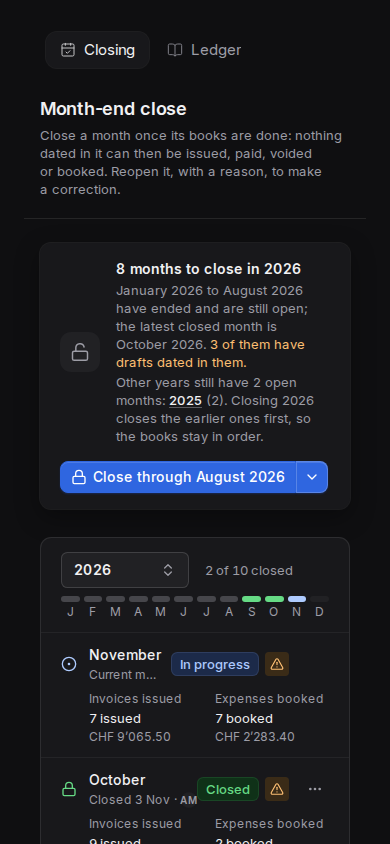 Closing Ledger
Month-end close
Close a month once its books are done: nothing
dated in it can then be issued, paid, voided
or booked. Reopen it, with a reason, to make
a correction.
8 months to close in 2026
January 2026 to August 2026
have ended and are still open;
the latest closed month is
October 2026. 3 of them have
drafts dated in them.
Other years still have 2 open
months: 2025 (2). Closing 2026
closes the earlier ones first, so
the books stay in order.
Close through August 2026
2026 2 of 10 closed
J F M A M J J A S O N D
November In progress
Current m…
Invoices issued Expenses booked
7 issued 7 booked
CHF 9’065.50 CHF 2’283.40
October Closed
Closed 3 Nov · AM
Invoices issued Expenses booked
9 issued 2 booked